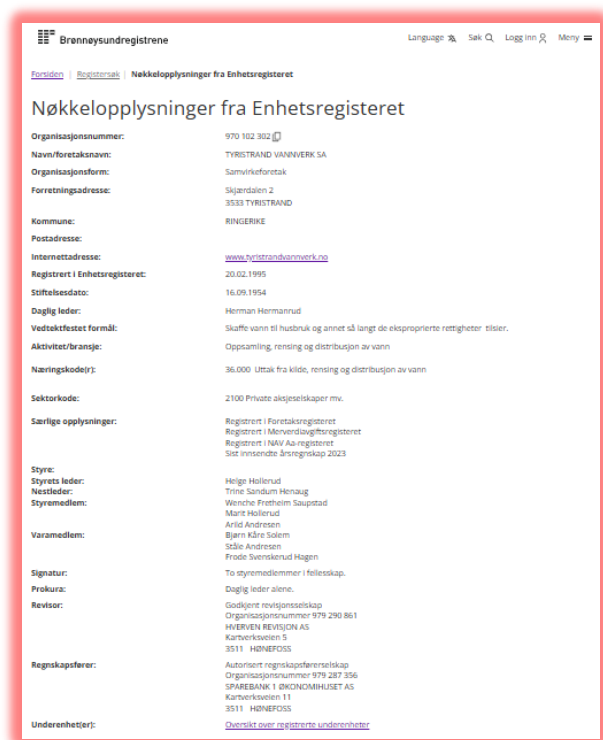 Brønnøysundregistrene
Language Søk Logg inn Meny
Forsiden | Registersøk | Nøkkelopplysninger fra Enhetsregisteret
Nøkkelopplysninger fra Enhetsregisteret
Organisasjonsnummer: 970 102 302
Navn/foretaksnavn: TYRISTRAND VANNVERK SA
Organisasjonsform: Samvirkeforetak
Forretningsadresse: Skjærdalen 2
3533 TYRISTRAND
Kommune: RINGERIKE
Postadresse:
Internettadresse: www.tyristrandvannverk.no
Registrert i Enhetsregisteret: 20.02.1995
Stiftelsesdato: 16.09.1954
Daglig leder: Herman Hermanrud
Vedtektfestet formål: Skaffe vann til husbruk og annet så langt de eksproprierte rettigheter tilsier.
Aktivitet/bransje: Oppsamling, rensing og distribusjon av vann
Næringskode(r): 36.000 Uttak fra kilde, rensing og distribusjon av vann
Sektorkode: 2100 Private aksjeselskaper mv.
Særlige opplysninger: Registrert i Foretaksregisteret
Registrert i Merverdiavgiftsregisteret
Registrert i NAV Aa-registeret
Sist innsendte årsregnskap 2023
Styre:
Styrets leder: Helge Hollerud
Nestleder: Trine Sandum Henaug
Styremedlem: Wenche Fretheim Saupstad
Marit Hollerud
Arild Andresen
Varamedlem: Bjørn Kåre Solem
Ståle Andresen
Frode Svenskerud Hagen
Signatur: To styremedlemmer i fellesskap.
Prokura: Daglig leder alene.
Revisor: Godkjent revisjonsselskap
Organisasjonsnummer 979 290 861
HVERVEN REVISJON AS
Kartverksveien 5
3511 HØNEFOSS
Regnskapsfører: Autorisert regnskapsførerselskap
Organisasjonsnummer 979 287 356
SPAREBANK 1 ØKONOMIHUSET AS
Kartverksveien 11
3511 HØNEFOSS
Underenhet(er): Oversikt over registrerte underenheter